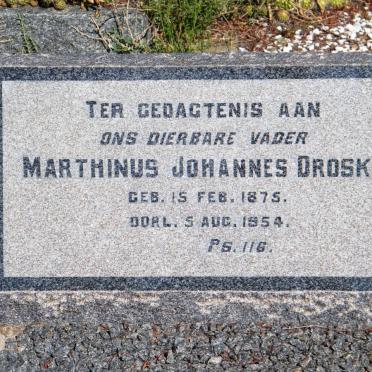 TER GEDAGTENIS AAN
ONS DIERBARE VADER
MARTHINUS JOHANNES DROSK
GEB. 15 FEB. 1875.
OORL. 5 AUG. 1954.
PS. 116.